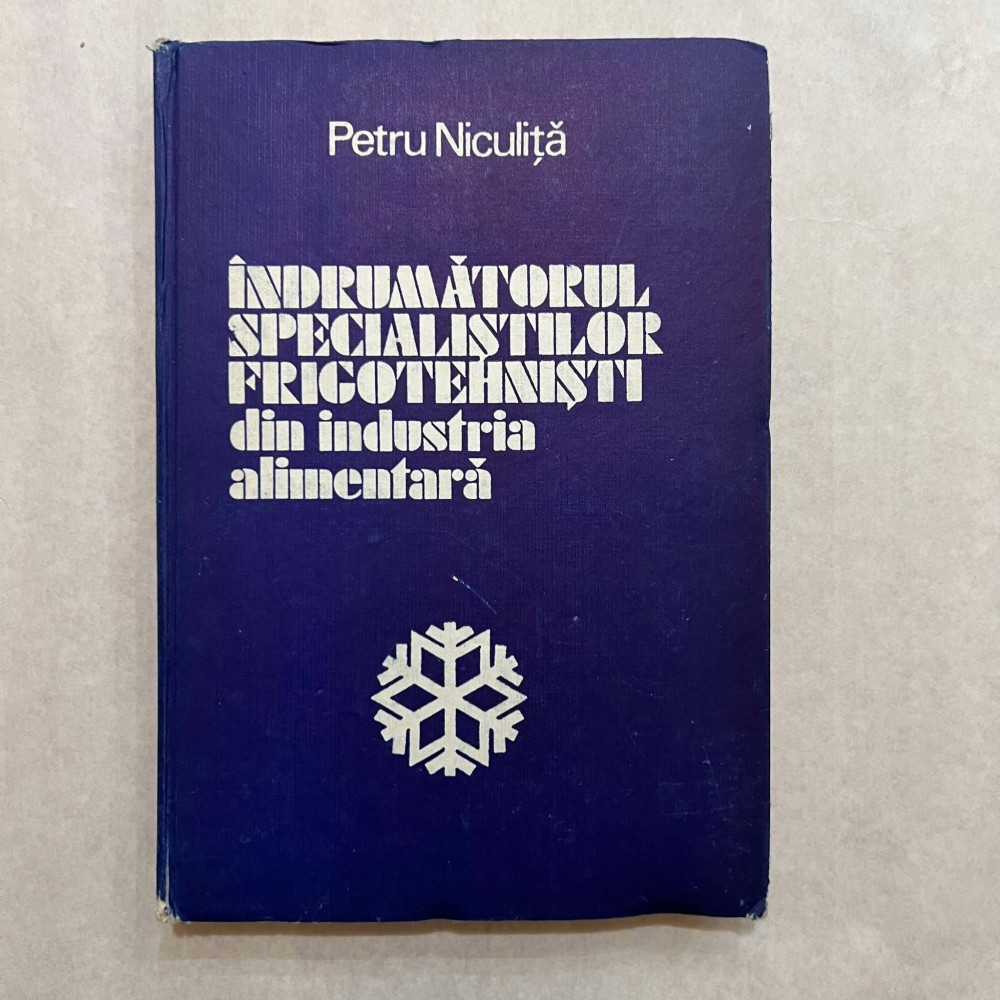 Petru Niculiță
ÎNDRUMĂTORUL
SPECIALIȘTILOR
FRIGOTEHNIȘTI
din industria
alimentară